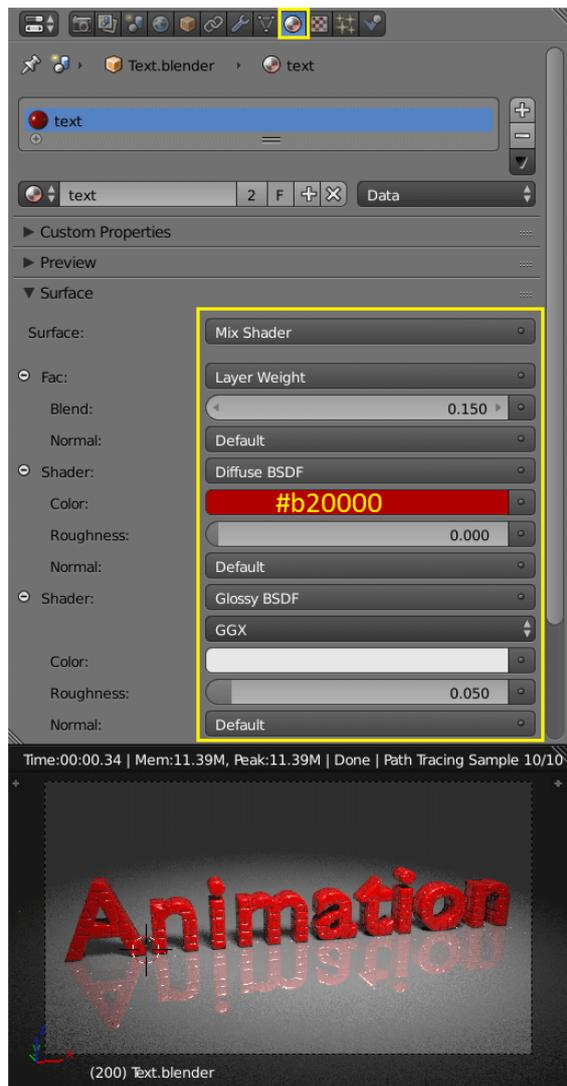 Text.blender text
text
text 2 F Data
Custom Properties
Preview
Surface
Surface: Mix Shader
Fac: Layer Weight
Blend: 0.150
Normal: Default
Shader: Diffuse BSDF
Color: #b20000
Roughness: 0.000
Normal: Default
Shader: Glossy BSDF
GGX
Color:
Roughness: 0.050
Normal: Default
Time:00:00.34 | Mem:11.39M, Peak:11.39M | Done | Path Tracing Sample 10/10
Animation
(200) Text.blender